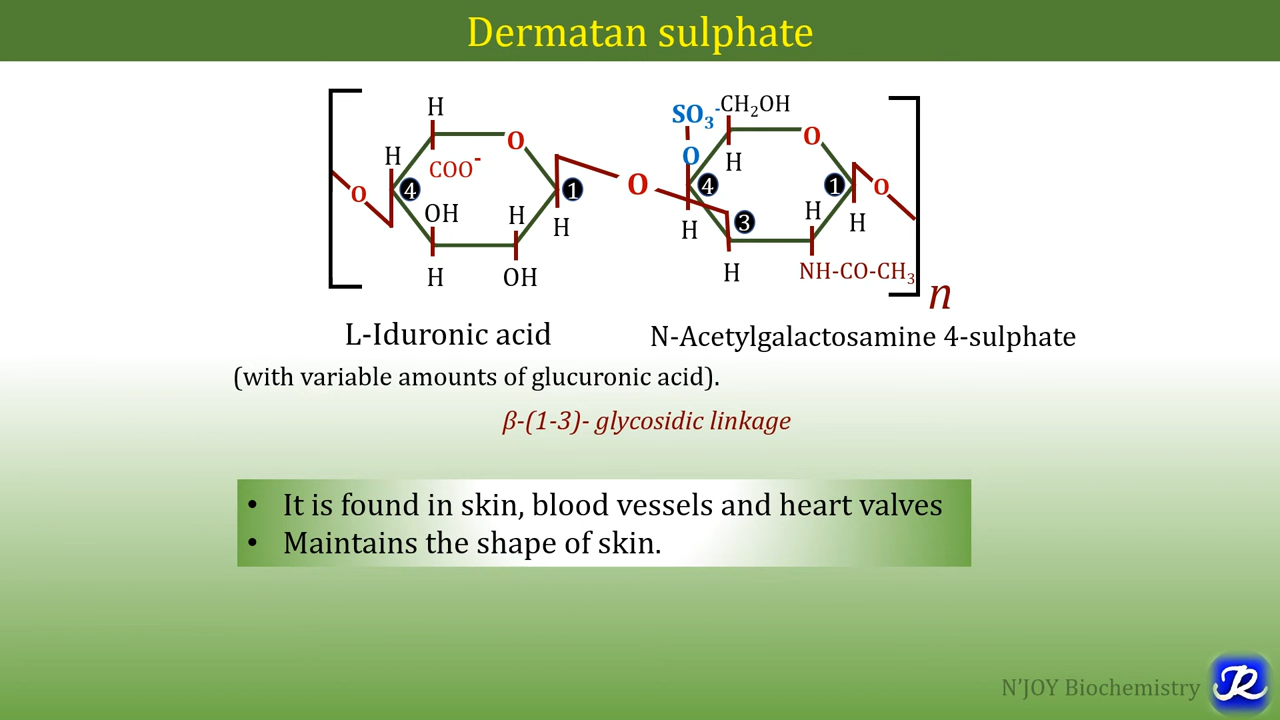 Dermatan sulphate
H SO₃⁻ CH₂OH
H COO⁻ O O H O
O 4 1 O 4 1 O
OH H H H 3 H H
H OH H NH-CO-CH₃
n
L-Iduronic acid N-Acetylgalactosamine 4-sulphate
(with variable amounts of glucuronic acid).
β-(1-3)- glycosidic linkage
• It is found in skin, blood vessels and heart valves
• Maintains the shape of skin.
N'JOY Biochemistry